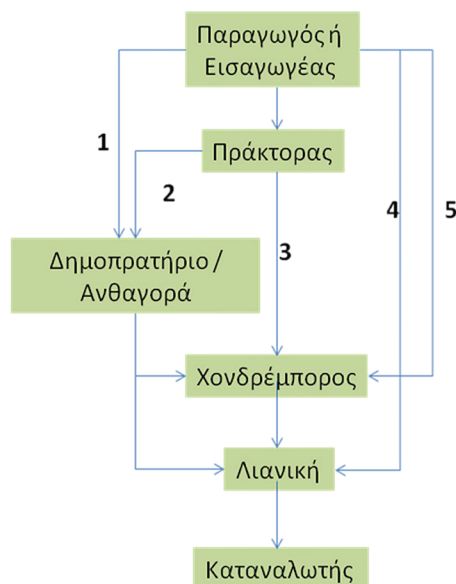 Παραγωγός ή
Εισαγωγέας
1
Πράκτορας
2
4
5
3
Δημοπρατήριο /
Ανθαγορά
Χονδρέμπορος
Λιανική
Καταναλωτής